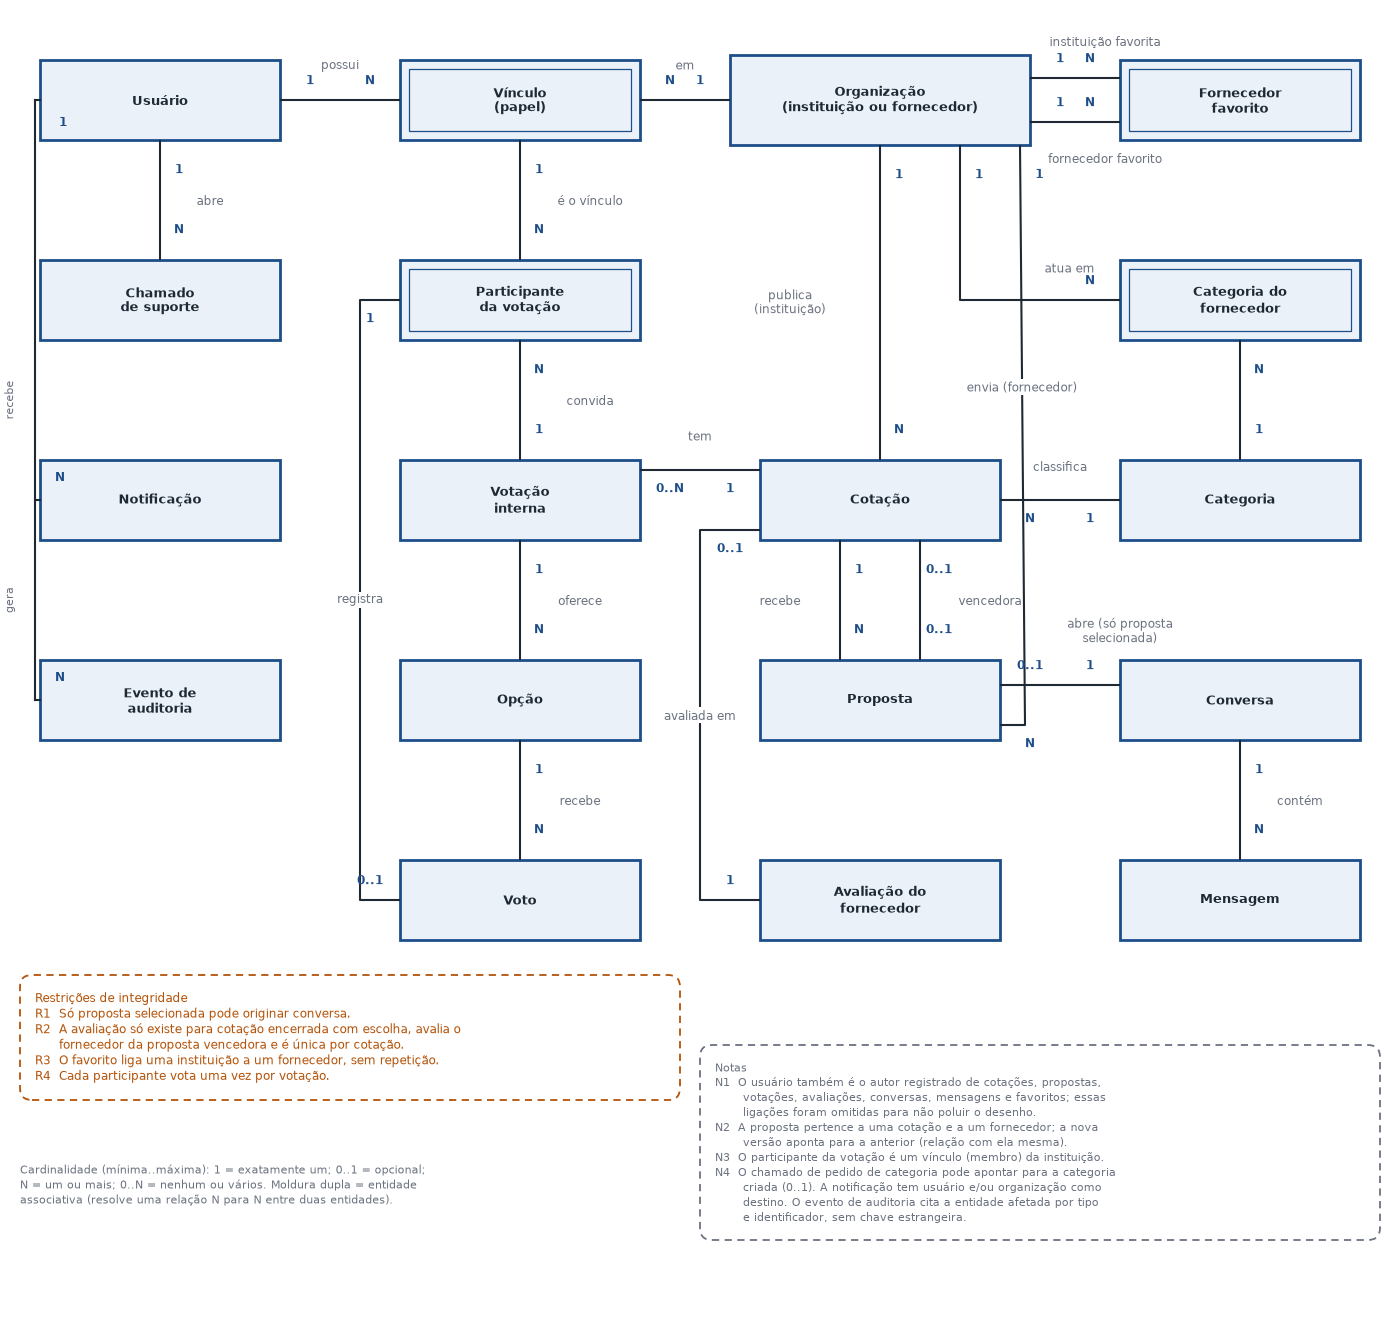 instituição favorita
possui
em
1 N
N 1
1 N
Usuário
Vínculo
(papel)
Organização
(instituição ou fornecedor)
Fornecedor
favorito
1 N
1
fornecedor favorito
1
1
1
1
1
abre
é o vínculo
N
N
atua em
N
Chamado
de suporte
Participante
da votação
publica
(instituição)
Categoria do
fornecedor
1
N
N
recebe
convida
envia (fornecedor)
1
N
1
tem
classifica
N
0..N
1
Notificação
Votação
interna
Cotação
Categoria
N
1
0..1
1
1
0..1
gera
registra
oferece
recebe
vencedora
N
N
0..1
abre (só proposta
selecionada)
0..1
1
N
Evento de
auditoria
Opção
Proposta
Conversa
avaliada em
N
1
1
recebe
contém
N
N
0..1
1
Voto
Avaliação do
fornecedor
Mensagem
Restrições de integridade
R1 Só proposta selecionada pode originar conversa.
R2 A avaliação só existe para cotação encerrada com escolha, avalia o
fornecedor da proposta vencedora e é única por cotação.
R3 O favorito liga uma instituição a um fornecedor, sem repetição.
R4 Cada participante vota uma vez por votação.
Notas
N1 O usuário também é o autor registrado de cotações, propostas,
votações, avaliações, conversas, mensagens e favoritos; essas
ligações foram omitidas para não poluir o desenho.
N2 A proposta pertence a uma cotação e a um fornecedor; a nova
versão aponta para a anterior (relação com ela mesma).
N3 O participante da votação é um vínculo (membro) da instituição.
N4 O chamado de pedido de categoria pode apontar para a categoria
criada (0..1). A notificação tem usuário e/ou organização como
destino. O evento de auditoria cita a entidade afetada por tipo
e identificador, sem chave estrangeira.
Cardinalidade (mínima..máxima): 1 = exatamente um; 0..1 = opcional;
N = um ou mais; 0..N = nenhum ou vários. Moldura dupla = entidade
associativa (resolve uma relação N para N entre duas entidades).